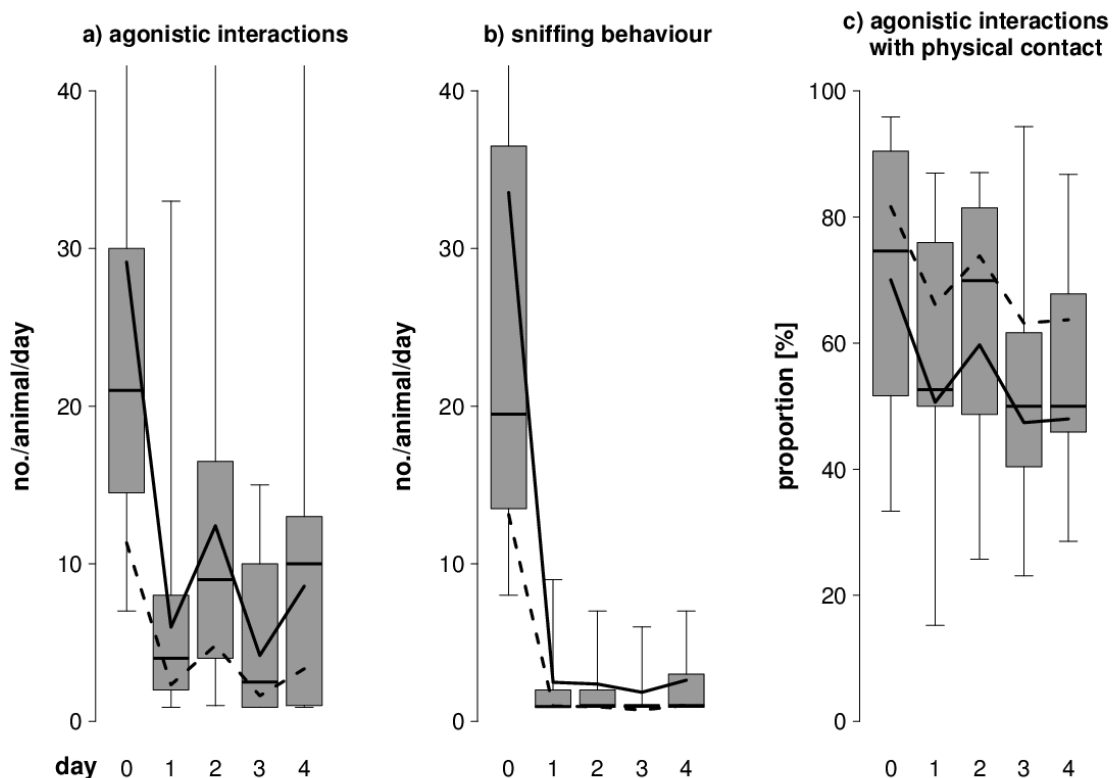 a) agonistic interactions
b) sniffing behaviour
c) agonistic interactions
with physical contact
no./animal/day
40
30
20
10
0
no./animal/day
40
30
20
10
0
proportion [%]
100
80
60
40
20
0
day 0 1 2 3 4
0 1 2 3 4
0 1 2 3 4